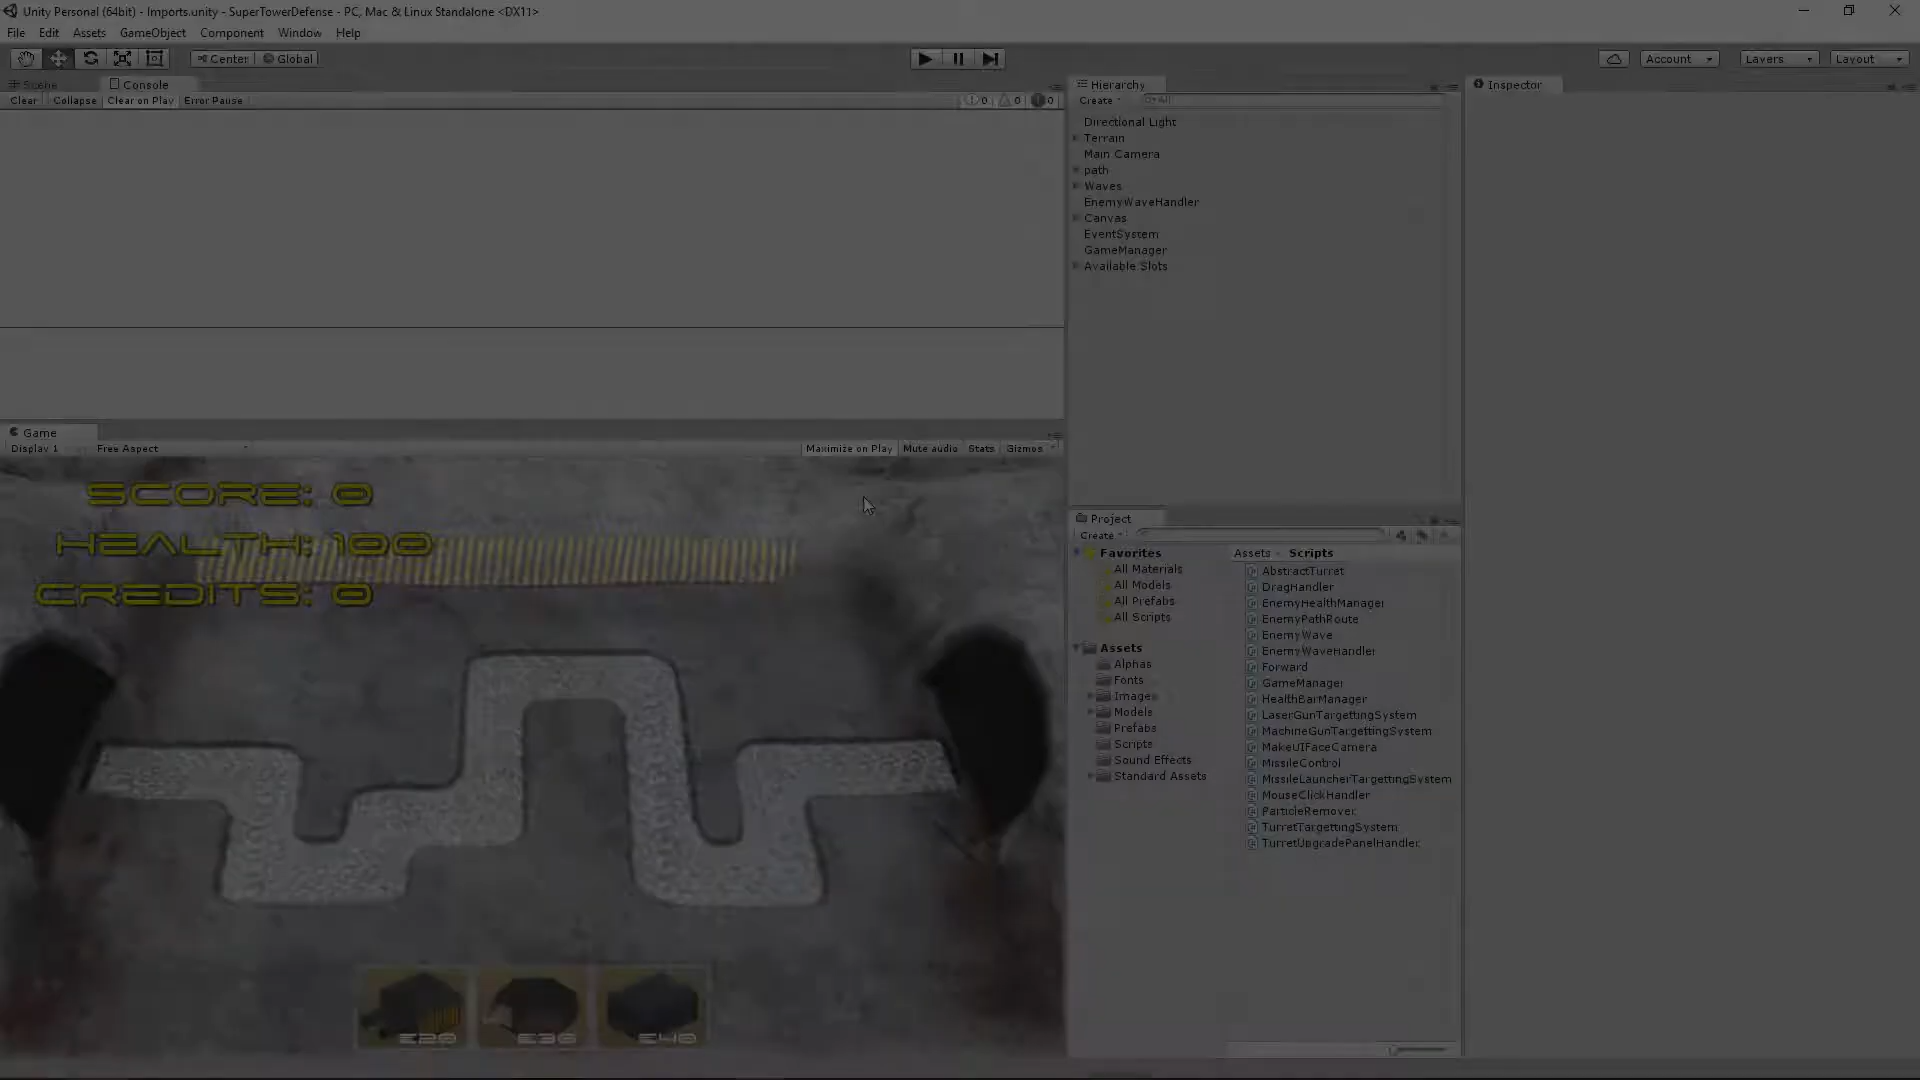 Unity Personal (64bit) - Imports.unity - SuperTowerDefense - PC, Mac & Linux Standalone <DX11>
File Edit Assets GameObject Component Window Help
Center Global Account Layers Layout
Scene Console
Clear Collapse Clear on Play Error Pause 0 0 0
Hierarchy
Create All
Directional Light
Terrain
Main Camera
path
Waves
EnemyWaveHandler
Canvas
EventSystem
GameManager
Available Slots
Inspector
Game
Display 1 Free Aspect Maximize on Play Mute audio Stats Gizmos
SCORE: 0
HEALTH: 100
CREDITS: 0
Project
Create
Favorites
All Materials
All Models
All Prefabs
All Scripts
Assets
Alphas
Fonts
Images
Models
Prefabs
Scripts
Sound Effects
Standard Assets
Assets Scripts
AbstractTurret
DragHandler
EnemyHealthManager
EnemyPathRoute
EnemyWave
EnemyWaveHandler
Forward
GameManager
HealthBarManager
LaserGunTargettingSystem
MachineGunTargettingSystem
MakeUIFaceCamera
MissileControl
MissileLauncherTargettingSystem
MouseClickHandler
ParticleRemover
TurretTargettingSystem
TurretUpgradePanelHandler